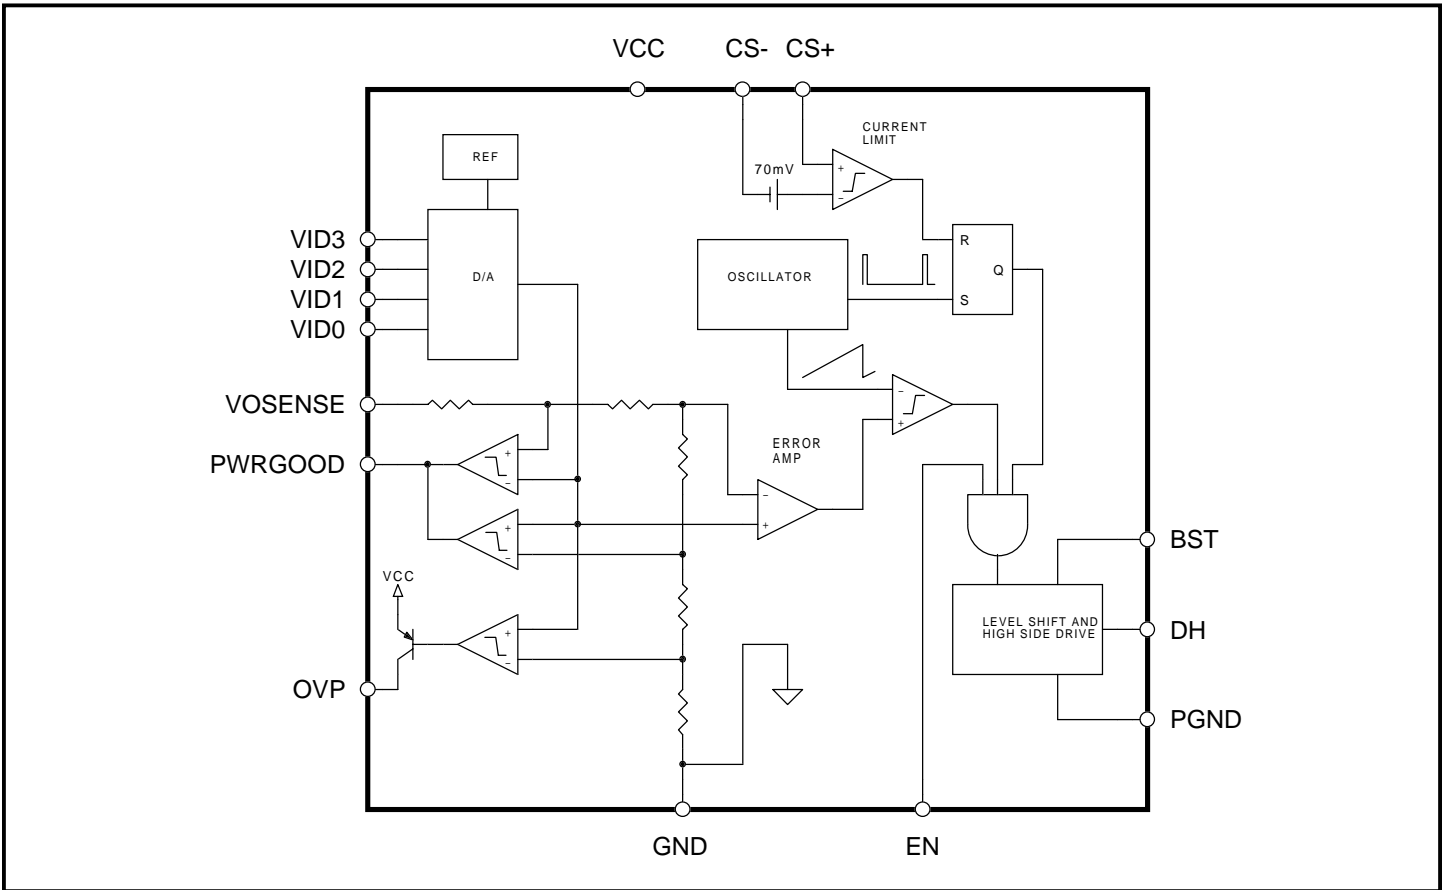 VCC CS- CS+
CURRENT
LIMIT
REF
70mV
+
−
VID3
VID2
VID1
VID0
D/A
OSCILLATOR
R
Q
S
−
+
VOSENSE
PWRGOOD
+
−
ERROR
AMP
−
+
+
−
BST
VCC
LEVEL SHIFT AND
HIGH SIDE DRIVE
DH
+
−
OVP
PGND
GND
EN